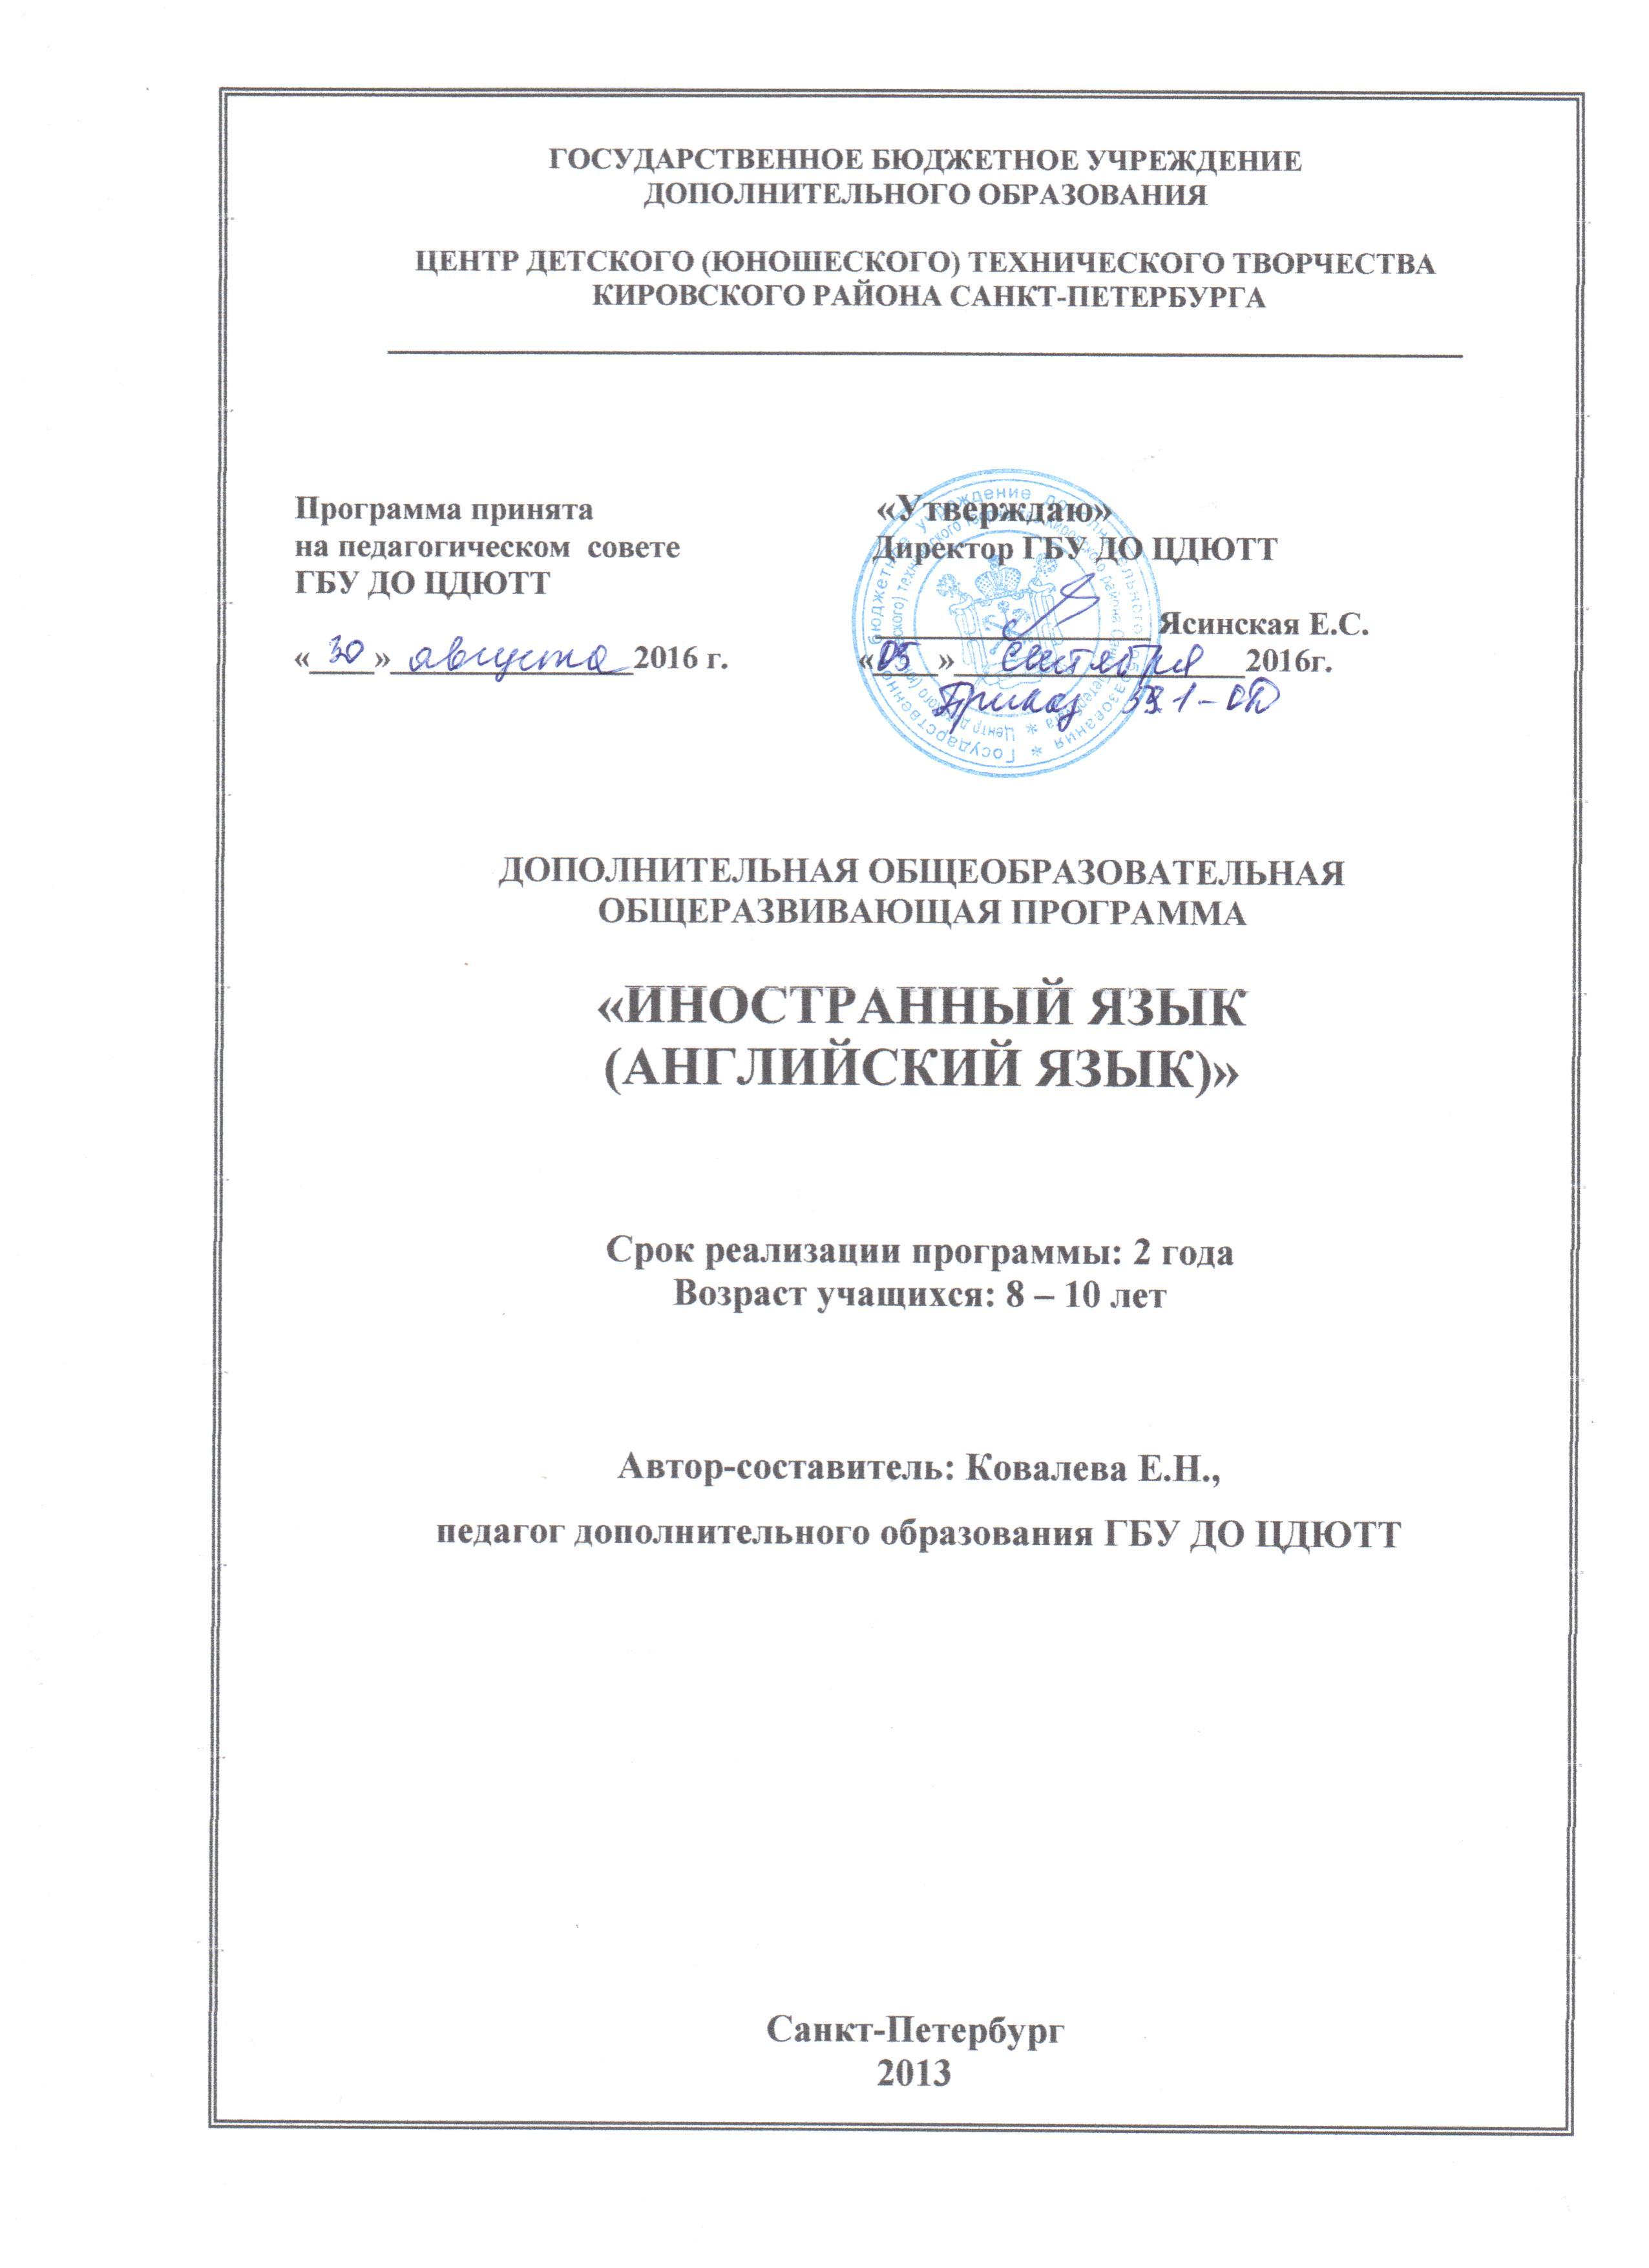 ГОСУДАРСТВЕННОЕ БЮДЖЕТНОЕ УЧРЕЖДЕНИЕ
ДОПОЛНИТЕЛЬНОГО ОБРАЗОВАНИЯ
ЦЕНТР ДЕТСКОГО (ЮНОШЕСКОГО) ТЕХНИЧЕСКОГО ТВОРЧЕСТВА
КИРОВСКОГО РАЙОНА САНКТ-ПЕТЕРБУРГА
Программа принята
на педагогическом совете
ГБУ ДО ЦДЮТТ
«30» августа 2016 г.
«Утверждаю»
Директор ГБУ ДО ЦДЮТТ
Ясинская Е.С.
«05» сентября 2016г.
Приказ
ДОПОЛНИТЕЛЬНАЯ ОБЩЕОБРАЗОВАТЕЛЬНАЯ
ОБЩЕРАЗВИВАЮЩАЯ ПРОГРАММА
«ИНОСТРАННЫЙ ЯЗЫК
(АНГЛИЙСКИЙ ЯЗЫК)»
Срок реализации программы: 2 года
Возраст учащихся: 8 – 10 лет
Автор-составитель: Ковалева Е.Н.,
педагог дополнительного образования ГБУ ДО ЦДЮТТ
Санкт-Петербург
2013